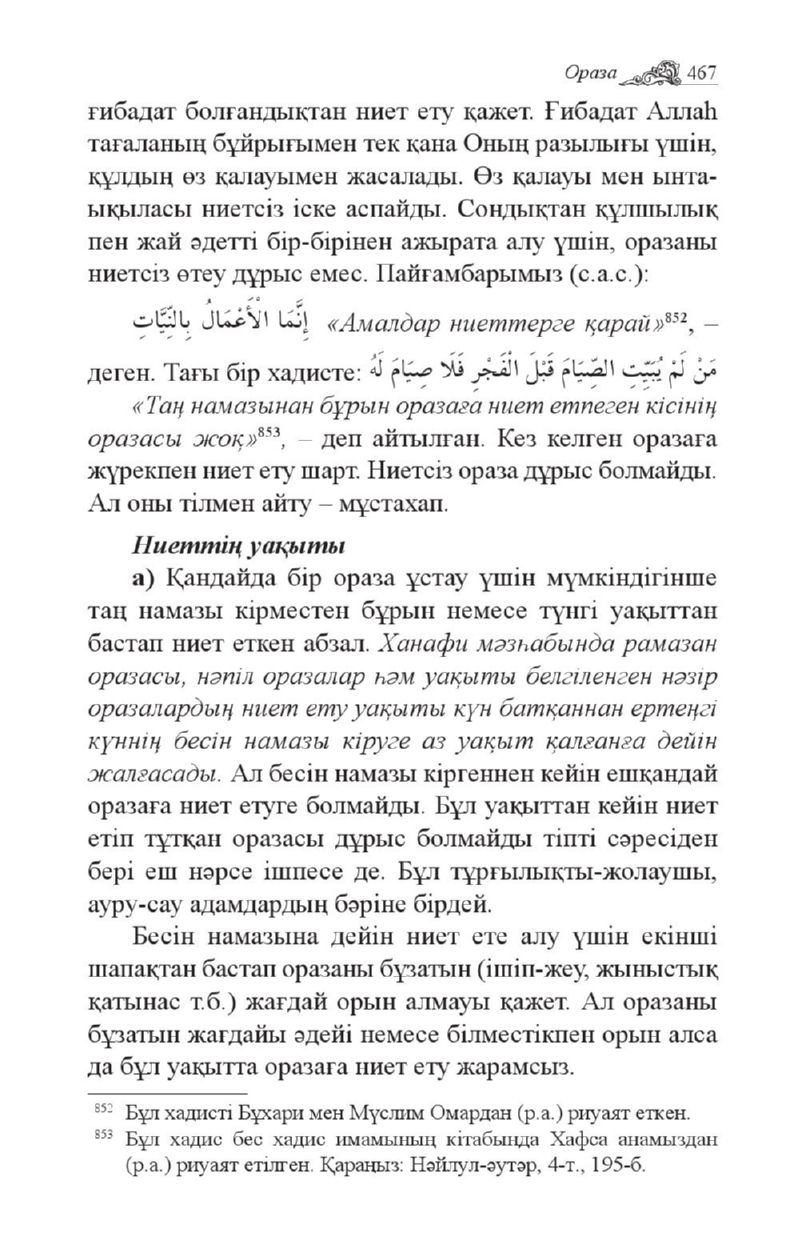 Ораза 467
ғибадат болғандықтан ниет ету қажет. Ғибадат Аллаһ
тағаланың бұйрығымен тек қана Оның разылығы үшін,
құлдың өз қалауымен жасалады. Өз қалауы мен ынта-
ықыласы ниетсіз іске аспайды. Сондықтан құлшылық
пен жай әдетті бір-бірінен ажырата алу үшін, оразаны
ниетсіз өтеу дұрыс емес. Пайғамбарымыз (с.а.с.):
إِنَّمَا الْأَعْمَالُ بِالنِّيَّاتِ «Амалдар ниеттерге қарай»⁸⁵², –
деген. Тағы бір хадисте: مَنْ لَمْ يُبَيِّتِ الصِّيَامَ قَبْلَ الْفَجْرِ فَلَا صِيَامَ لَهُ
«Таң намазынан бұрын оразаға ниет етпеген кісінің
оразасы жоқ»⁸⁵³, – деп айтылған. Кез келген оразаға
жүрекпен ниет ету шарт. Ниетсіз ораза дұрыс болмайды.
Ал оны тілмен айту – мұстахап.
Ниеттің уақыты
а) Қандайда бір ораза ұстау үшін мүмкіндігінше
таң намазы кірместен бұрын немесе түнгі уақыттан
бастап ниет еткен абзал. Ханафи мәзһабында рамазан
оразасы, нәпіл оразалар һәм уақыты белгіленген нәзір
оразалардың ниет ету уақыты күн батқаннан ертеңгі
күннің бесін намазы кіруге аз уақыт қалғанға дейін
жалғасады. Ал бесін намазы кіргеннен кейін ешқандай
оразаға ниет етуге болмайды. Бұл уақыттан кейін ниет
етіп тұтқан оразасы дұрыс болмайды тіпті сәресіден
бері еш нәрсе ішпесе де. Бұл тұрғылықты-жолаушы,
ауру-сау адамдардың бәріне бірдей.
Бесін намазына дейін ниет ете алу үшін екінші
шапақтан бастап оразаны бұзатын (ішіп-жеу, жыныстық
қатынас т.б.) жағдай орын алмауы қажет. Ал оразаны
бұзатын жағдайы әдейі немесе білместікпен орын алса
да бұл уақытта оразаға ниет ету жарамсыз.
⁸⁵² Бұл хадисті Бұхари мен Мүслим Омардан (р.а.) риуаят еткен.
⁸⁵³ Бұл хадис бес хадис имамының кітабында Хафса анамыздан
(р.а.) риуаят етілген. Қараңыз: Нәйлул-әутәр, 4-т., 195-б.